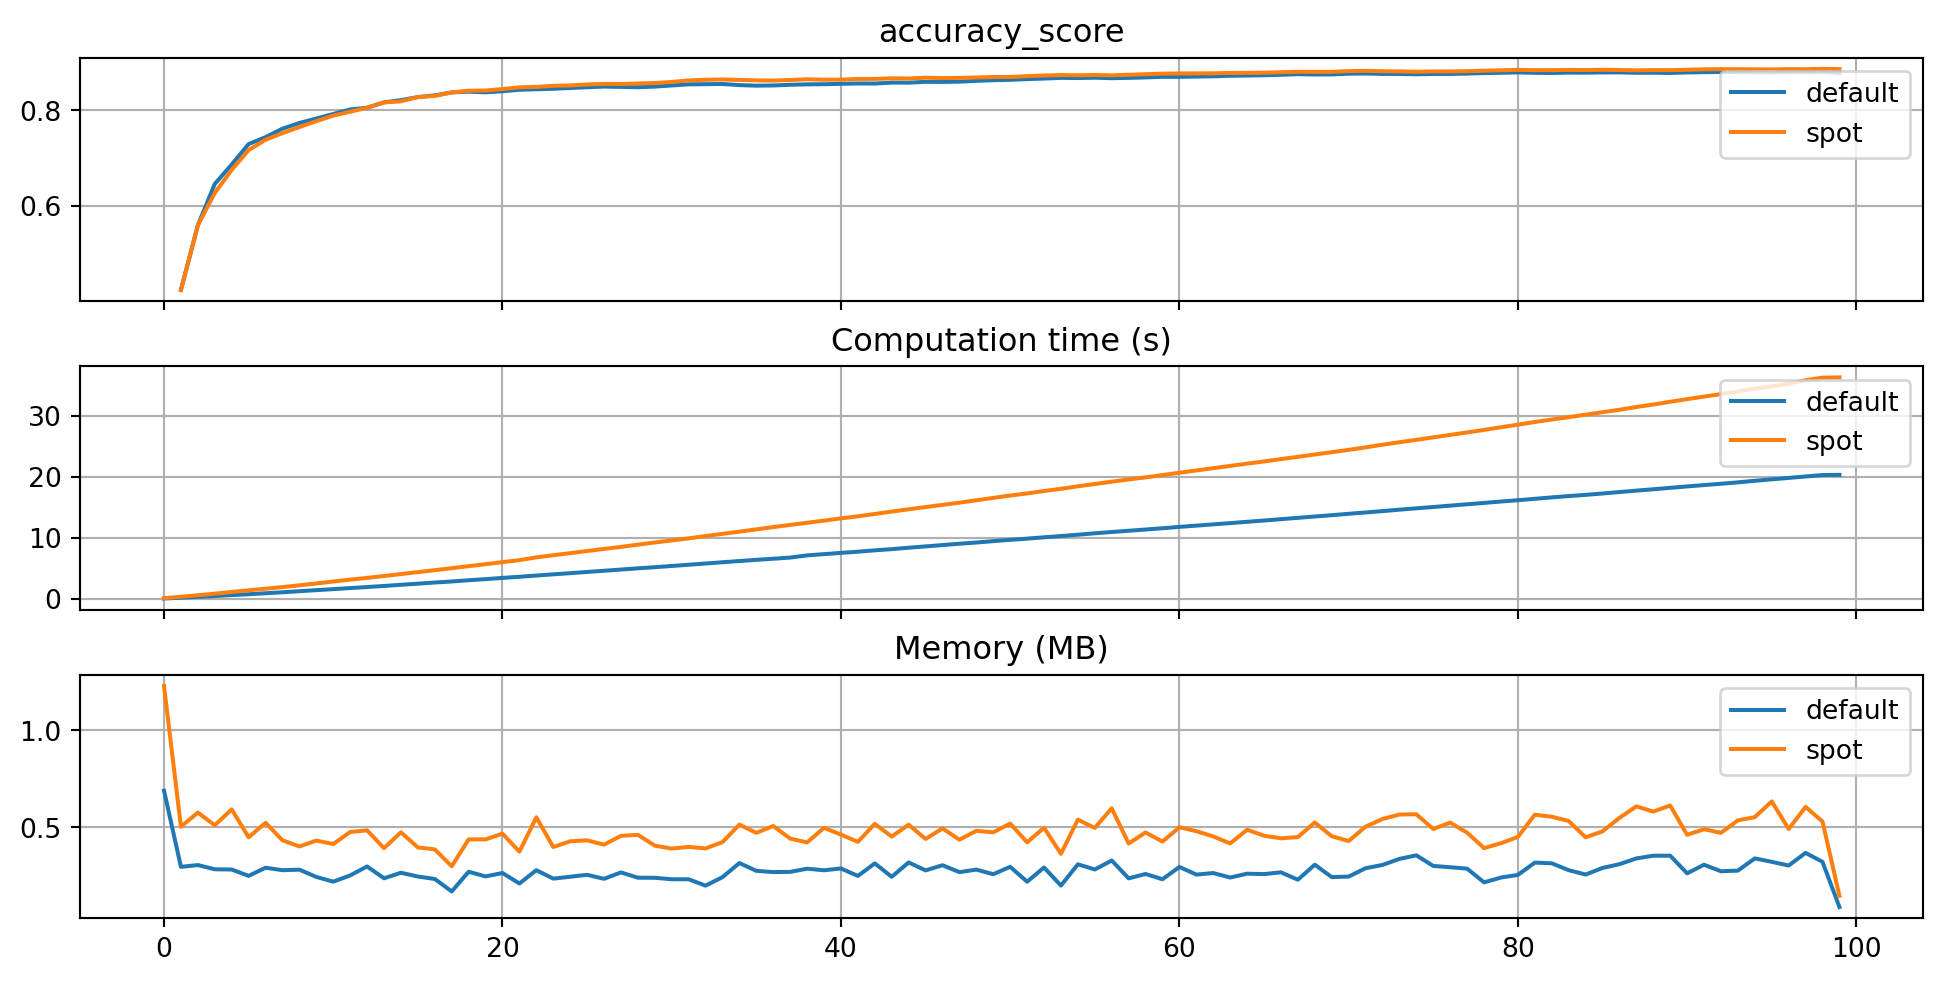 accuracy_score
0.8
0.6
default
spot
Computation time (s)
30
20
10
0
default
spot
Memory (MB)
1.0
0.5
default
spot
0 20 40 60 80 100